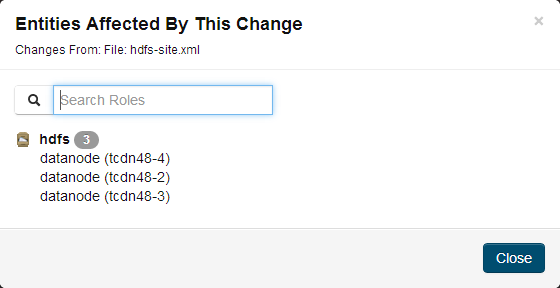 Entities Affected By This Change
×
Changes From: File: hdfs-site.xml
Search Roles
hdfs 3
datanode (tcdn48-4)
datanode (tcdn48-2)
datanode (tcdn48-3)
Close